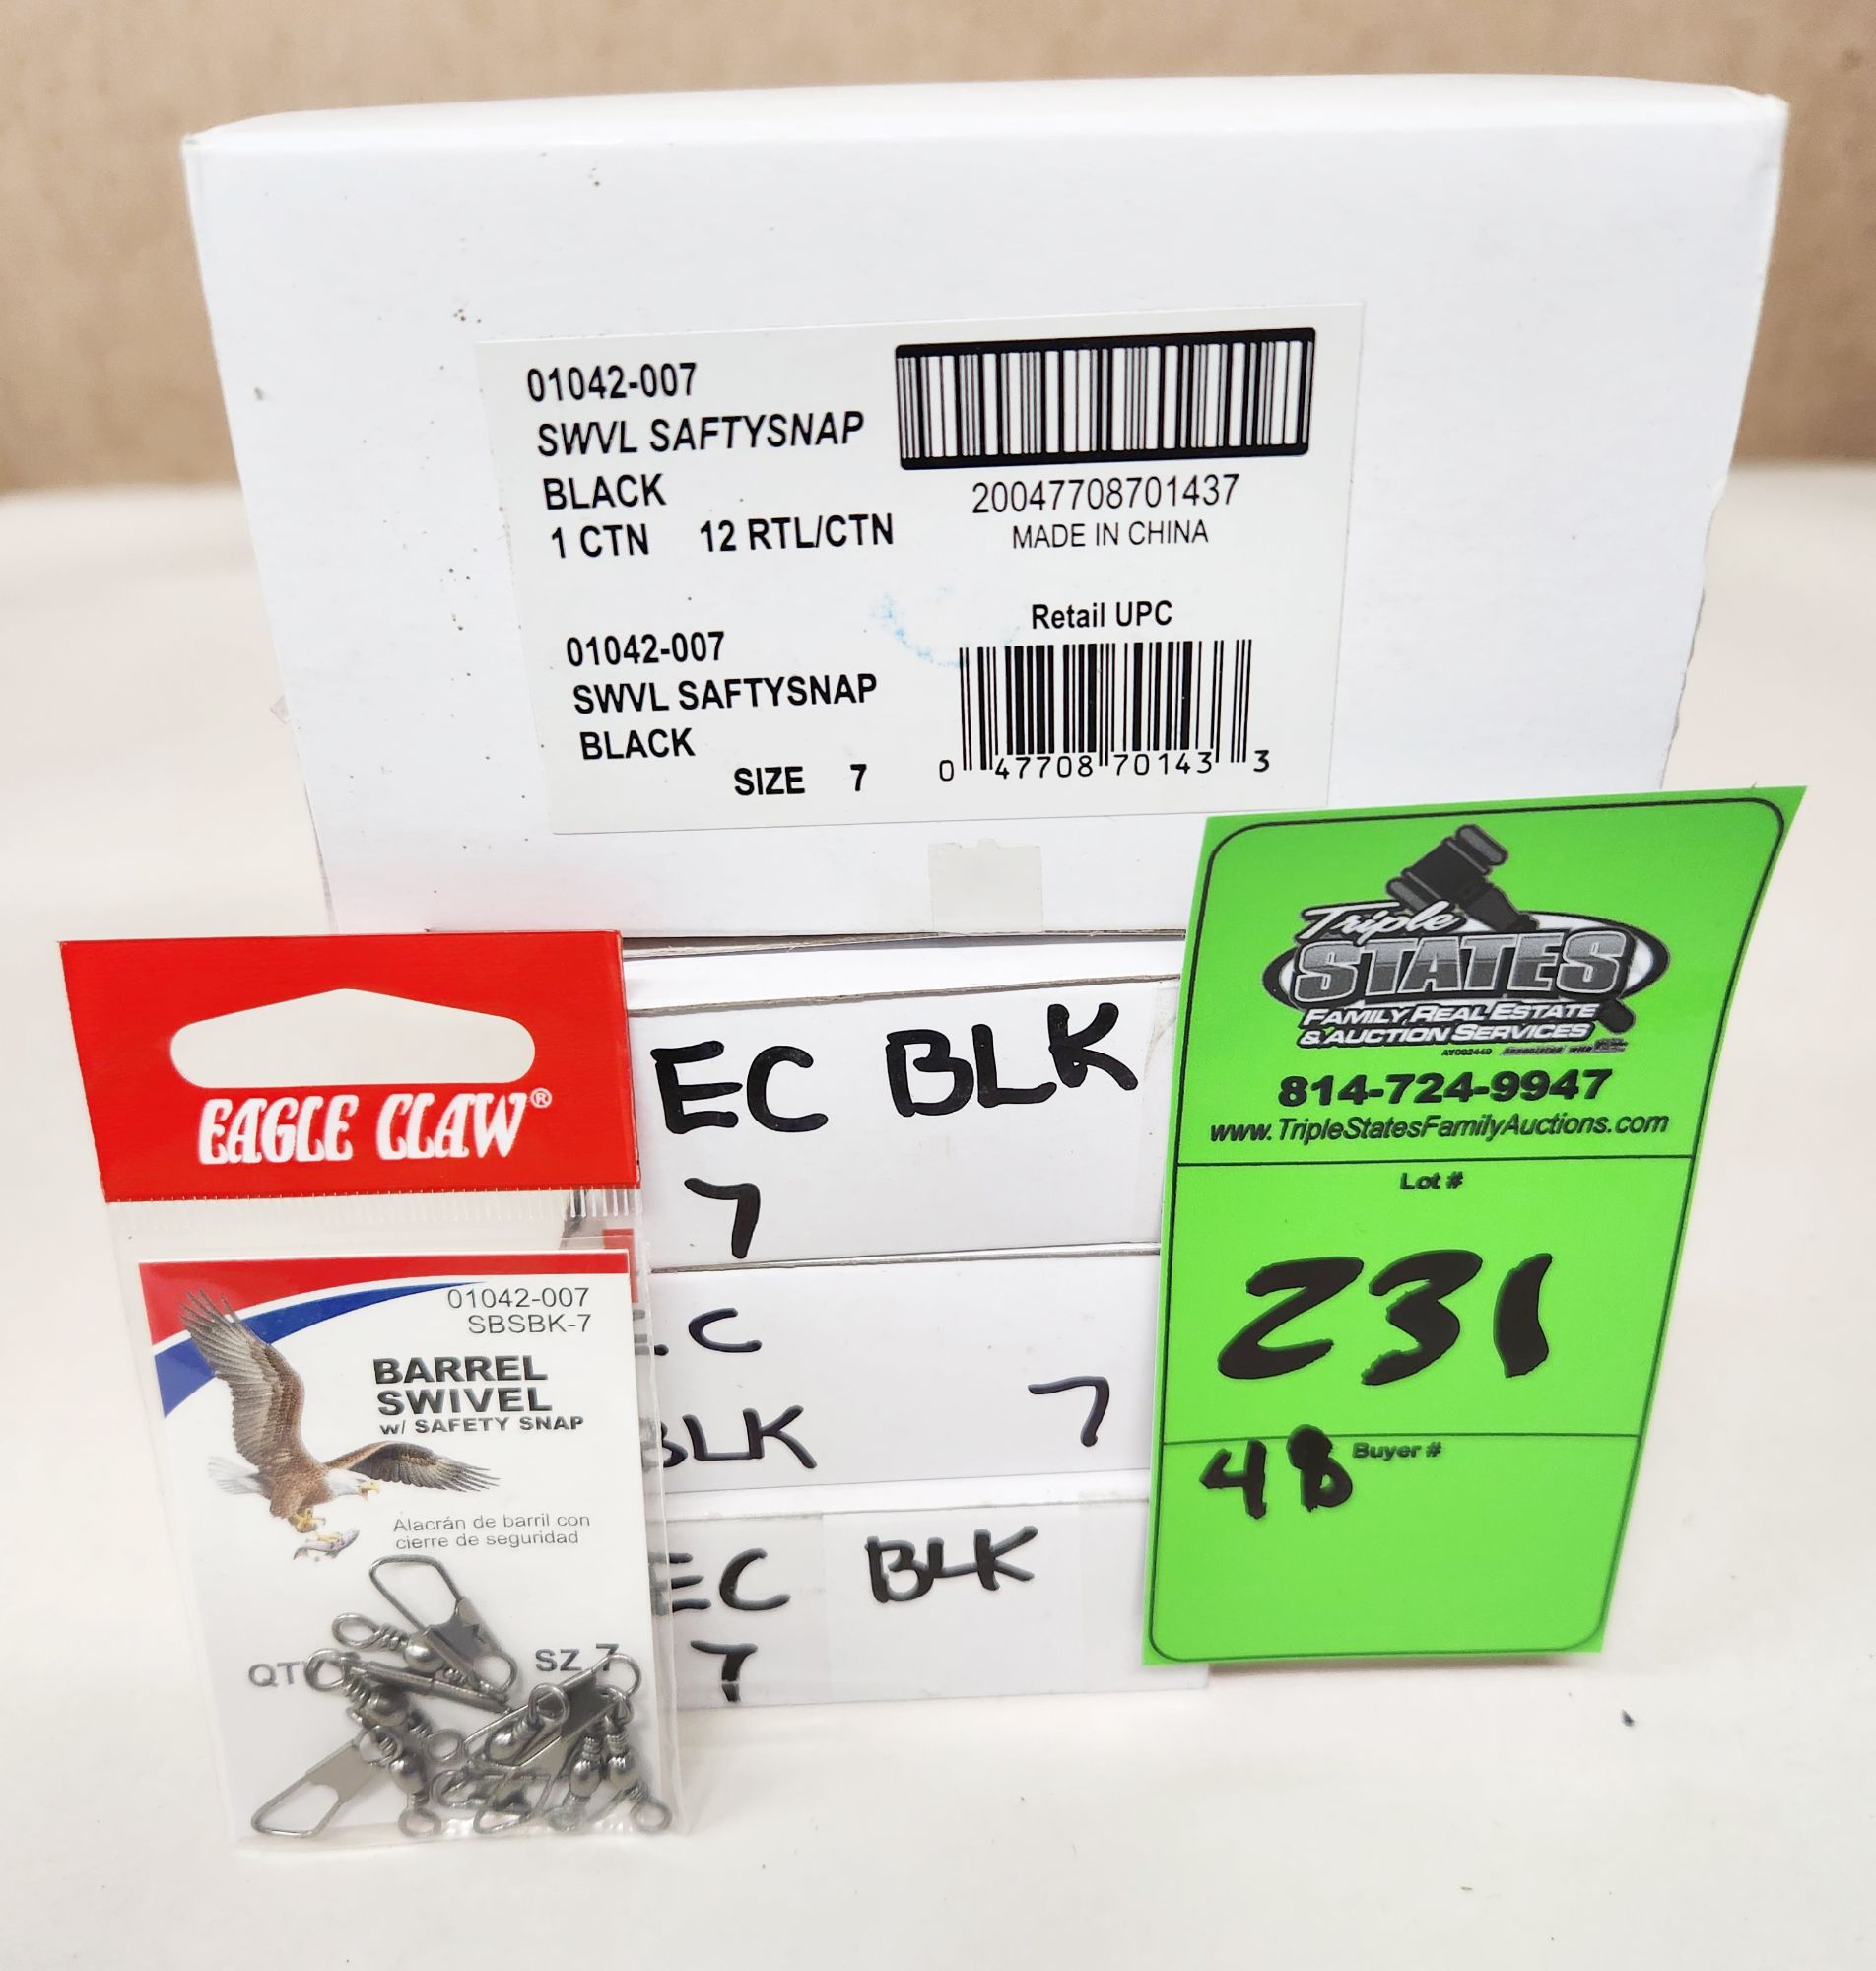 01042-007
SWVL SAFTYSNAP
BLACK
1 CTN 12 RTL/CTN
20047708701437
MADE IN CHINA
Retail UPC
01042-007
SWVL SAFTYSNAP
BLACK
SIZE 7
0 47708 70143 3
EAGLE CLAW®
01042-007
SBSBK-7
BARREL
SWIVEL
w/ SAFETY SNAP
Alacrán de barril con
cierre de seguridad
QTY
SZ 7
EC BLK
7
EC
BLK 7
EC BLK
7
Triple
STATES
FAMILY REAL ESTATE
& AUCTION SERVICES
AY002440
814-724-9947
www.TripleStatesFamilyAuctions.com
Lot #
231
48 Buyer #